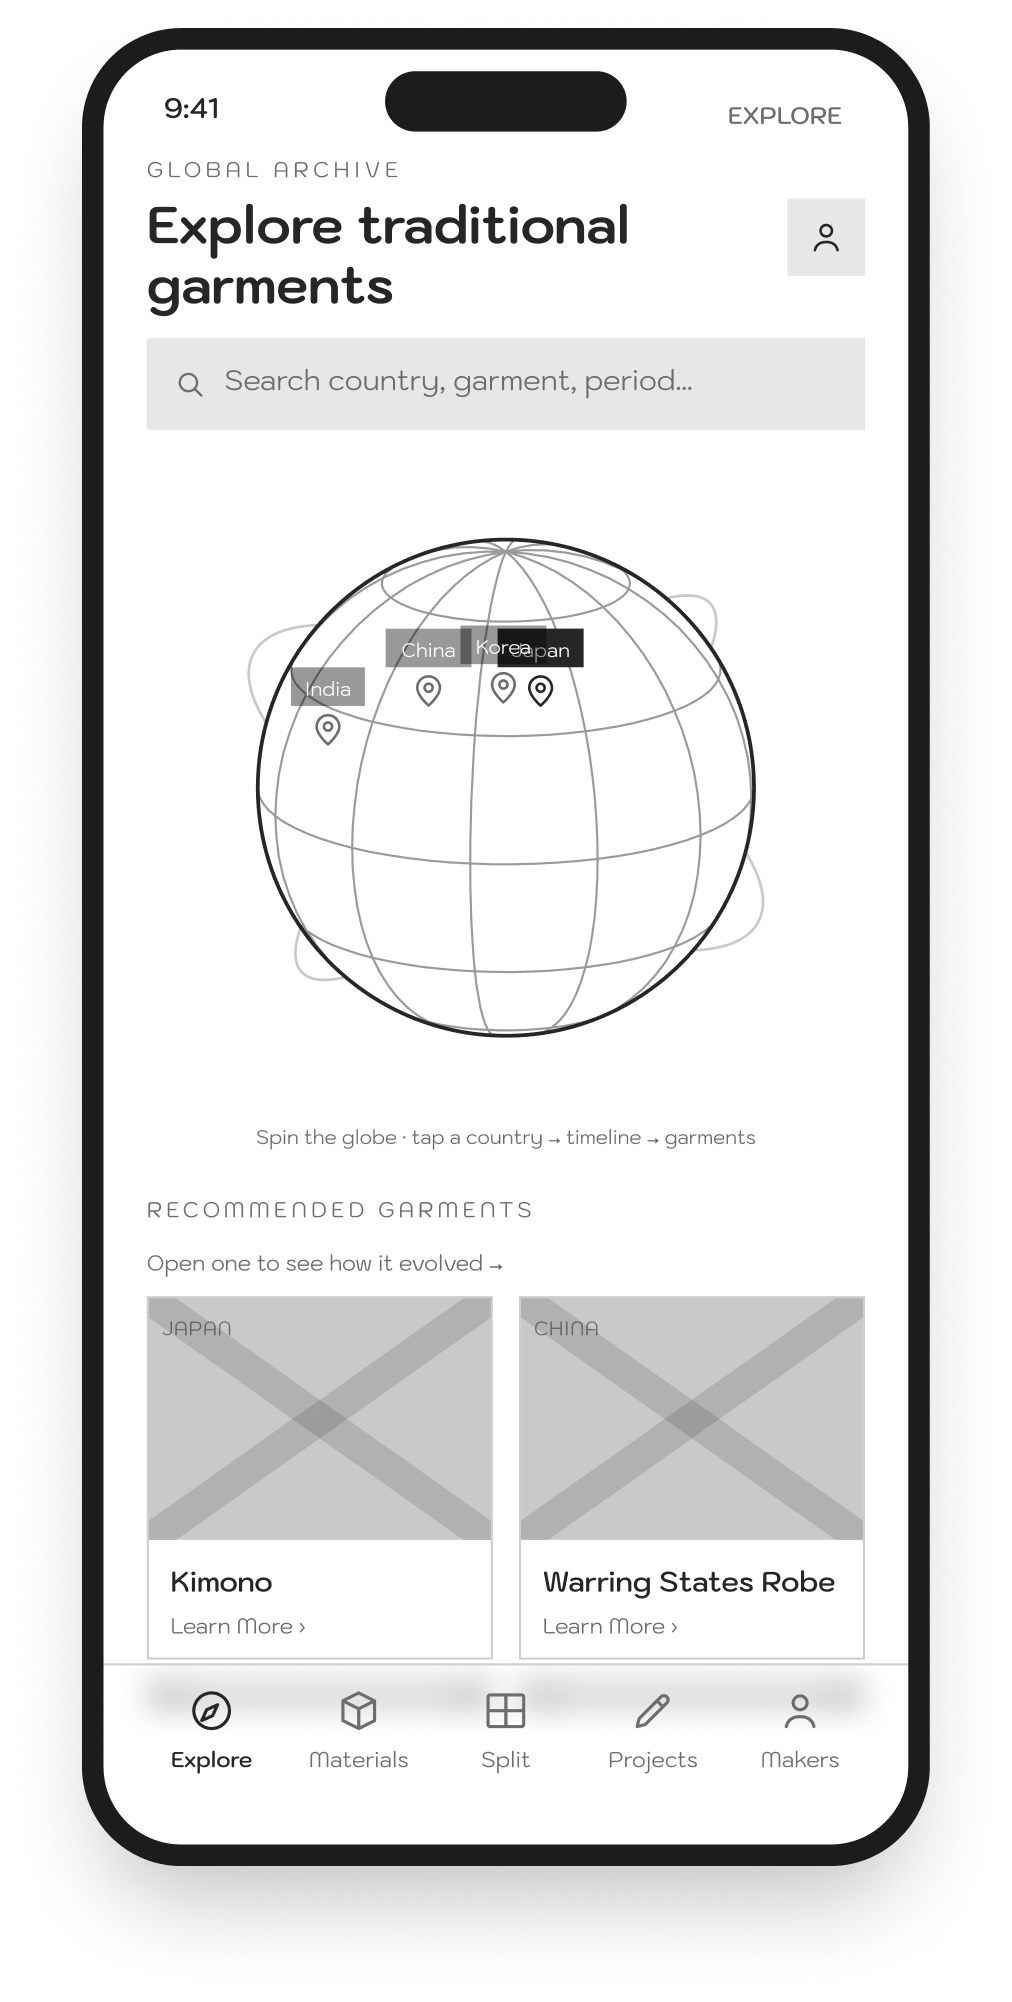 9:41
EXPLORE
GLOBAL ARCHIVE
Explore traditional
garments
Search country, garment, period...
China
Korea
Japan
India
Spin the globe · tap a country → timeline → garments
RECOMMENDED GARMENTS
Open one to see how it evolved →
JAPAN
CHINA
Kimono
Warring States Robe
Learn More ›
Learn More ›
Explore
Materials
Split
Projects
Makers